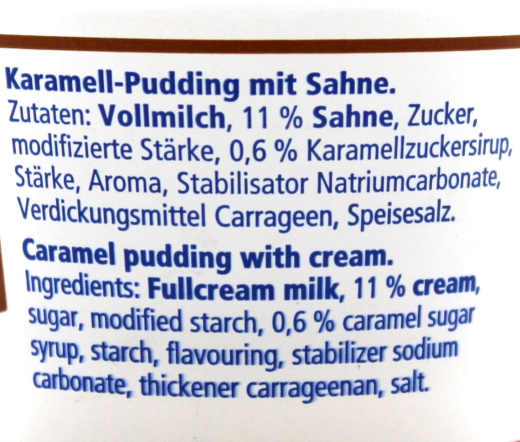 Karamell-Pudding mit Sahne.
Zutaten: Vollmilch, 11 % Sahne, Zucker,
modifizierte Stärke, 0,6 % Karamellzuckersirup,
Stärke, Aroma, Stabilisator Natriumcarbonate,
Verdickungsmittel Carrageen, Speisesalz.
Caramel pudding with cream.
Ingredients: Fullcream milk, 11 % cream,
sugar, modified starch, 0,6 % caramel sugar
syrup, starch, flavouring, stabilizer sodium
carbonate, thickener carrageenan, salt.